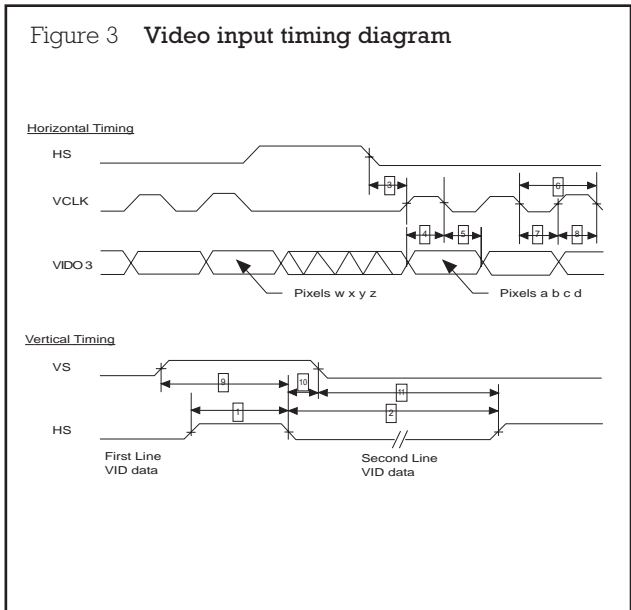 Figure 3 Video input timing diagram
Horizontal Timing
HS
3
6
VCLK
4
5
7
8
VIDO 3
Pixels w x y z
Pixels a b c d
Vertical Timing
VS
9
10
11
1
2
HS
First Line
VID data
Second Line
VID data